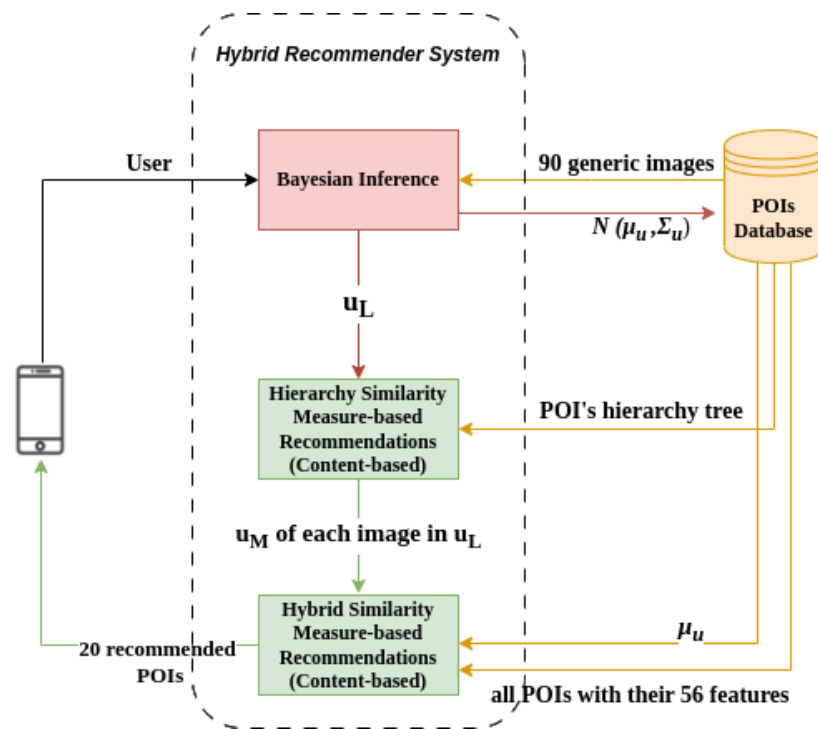 Hybrid Recommender System
User
Bayesian Inference
90 generic images
POIs
Database
N (μu,Σu)
uL
Hierarchy Similarity
Measure-based
Recommendations
(Content-based)
POI's hierarchy tree
uM of each image in uL
Hybrid Similarity
Measure-based
Recommendations
(Content-based)
μu
20 recommended
POIs
all POIs with their 56 features